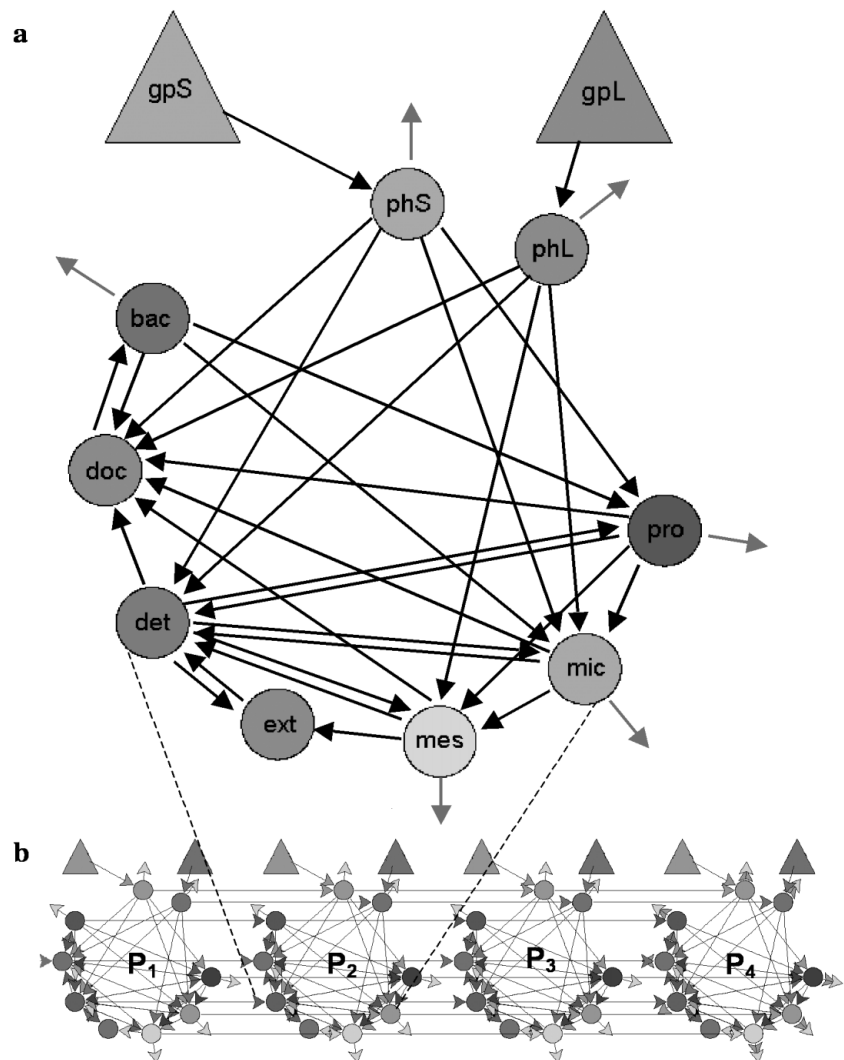 a
gpS
gpL
phS
phL
bac
doc
pro
det
mic
ext
mes
b
P1 P2 P3 P4